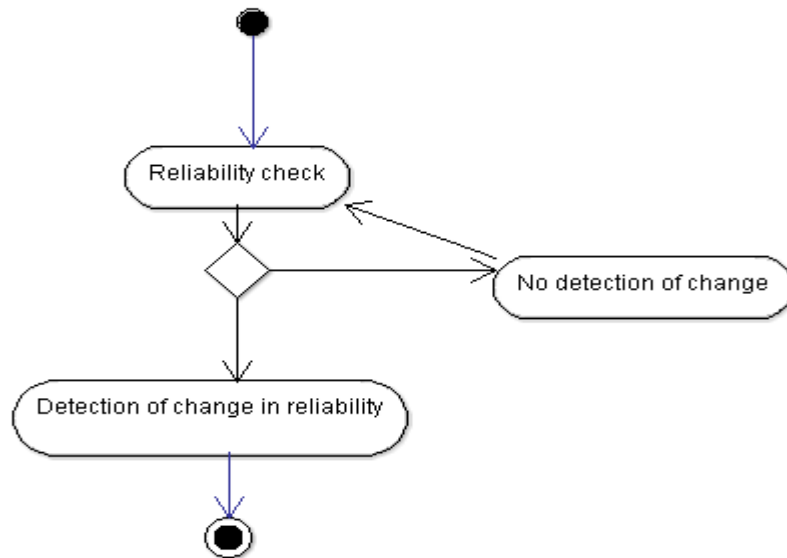 Reliability check
No detection of change
Detection of change in reliability